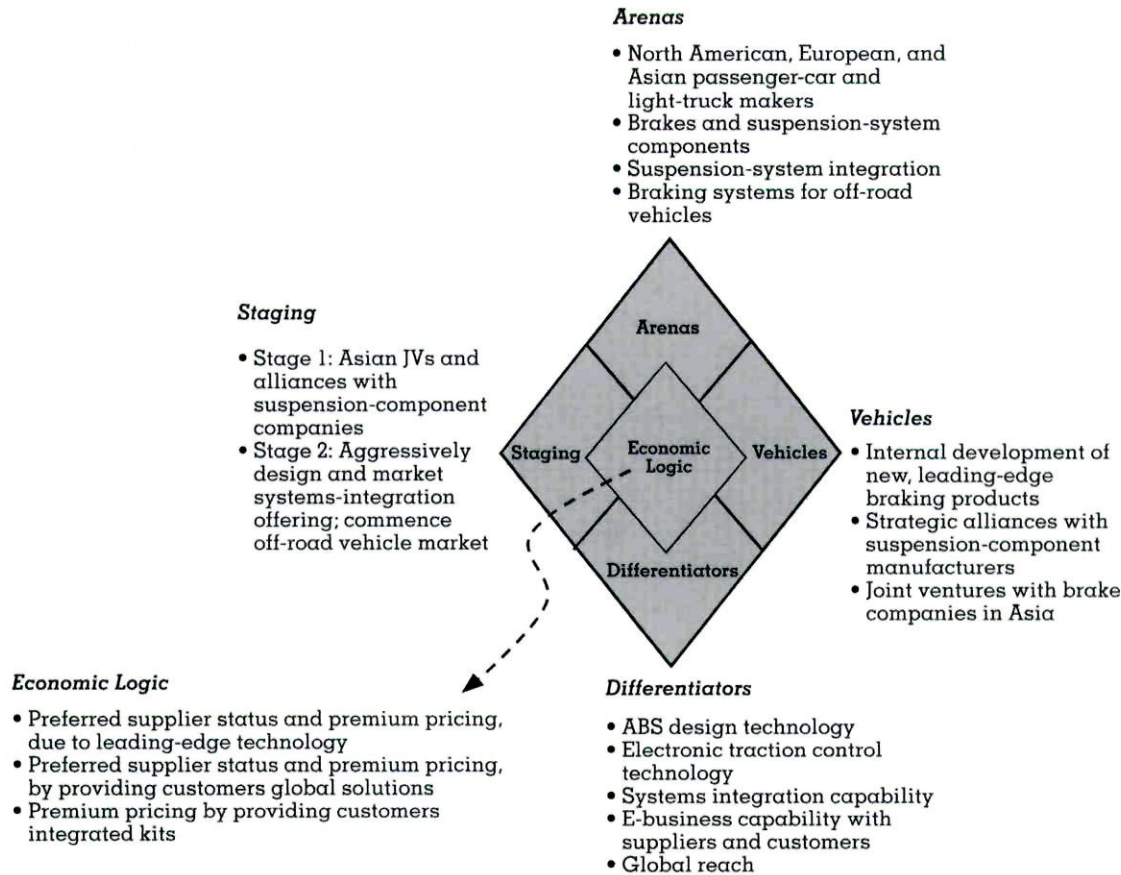 Arenas
• North American, European, and
Asian passenger-car and
light-truck makers
• Brakes and suspension-system
components
• Suspension-system integration
• Braking systems for off-road
vehicles
Staging
• Stage 1: Asian JVs and
alliances with
suspension-component
companies
• Stage 2: Aggressively
design and market
systems-integration
offering; commence
off-road vehicle market
Arenas
Staging
Economic
Logic
Vehicles
Differentiators
Vehicles
• Internal development of
new, leading-edge
braking products
• Strategic alliances with
suspension-component
manufacturers
• Joint ventures with brake
companies in Asia
Economic Logic
• Preferred supplier status and premium pricing,
due to leading-edge technology
• Preferred supplier status and premium pricing,
by providing customers global solutions
• Premium pricing by providing customers
integrated kits
Differentiators
• ABS design technology
• Electronic traction control
technology
• Systems integration capability
• E-business capability with
suppliers and customers
• Global reach